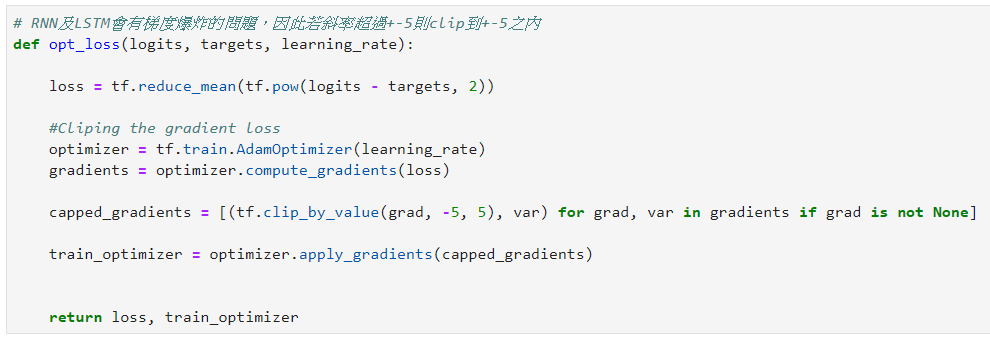 # RNN及LSTM會有梯度爆炸的問題，因此若斜率超過+-5則clip到+-5之內
def opt_loss(logits, targets, learning_rate):
loss = tf.reduce_mean(tf.pow(logits - targets, 2))
#Cliping the gradient loss
optimizer = tf.train.AdamOptimizer(learning_rate)
gradients = optimizer.compute_gradients(loss)
capped_gradients = [(tf.clip_by_value(grad, -5, 5), var) for grad, var in gradients if grad is not None]
train_optimizer = optimizer.apply_gradients(capped_gradients)
return loss, train_optimizer